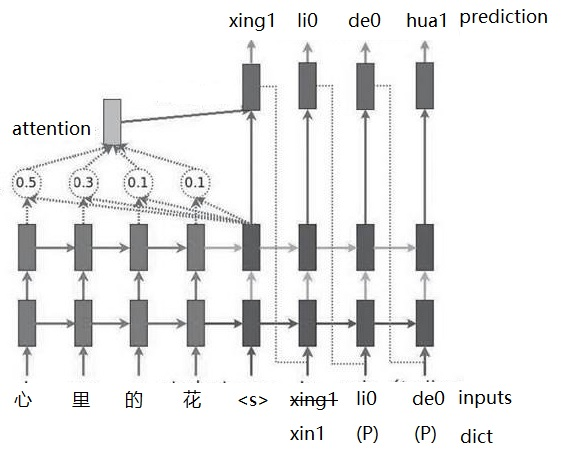 xing1 li0 de0 hua1 prediction
attention
0.5 0.3 0.1 0.1
心 里 的 花 <s> xing1 li0 de0 inputs
xin1 (P) (P) dict